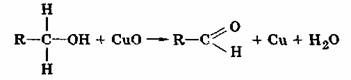 H
R—C—OH + CuO → R—C=O + Cu + H₂O
H H